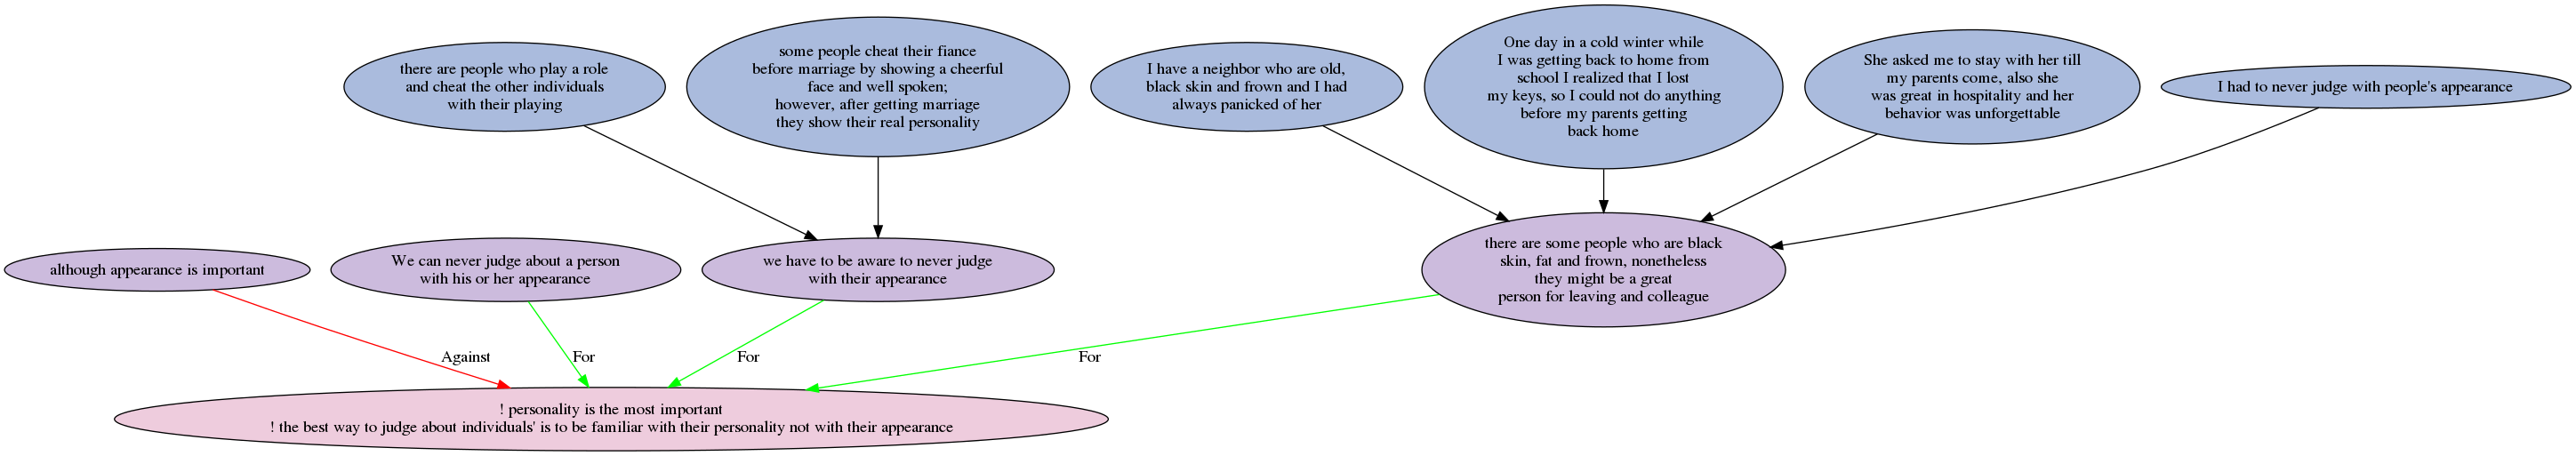 there are people who play a role
and cheat the other individuals
with their playing
some people cheat their fiance
before marriage by showing a cheerful
face and well spoken;
however, after getting marriage
they show their real personality
I have a neighbor who are old,
black skin and frown and I had
always panicked of her
One day in a cold winter while
I was getting back to home from
school I realized that I lost
my keys, so I could not do anything
before my parents getting
back home
She asked me to stay with her till
my parents come, also she
was great in hospitality and her
behavior was unforgettable
I had to never judge with people's appearance
although appearance is important
We can never judge about a person
with his or her appearance
we have to be aware to never judge
with their appearance
there are some people who are black
skin, fat and frown, nonetheless
they might be a great
person for leaving and colleague
Against
For
For
For
! personality is the most important
! the best way to judge about individuals' is to be familiar with their personality not with their appearance